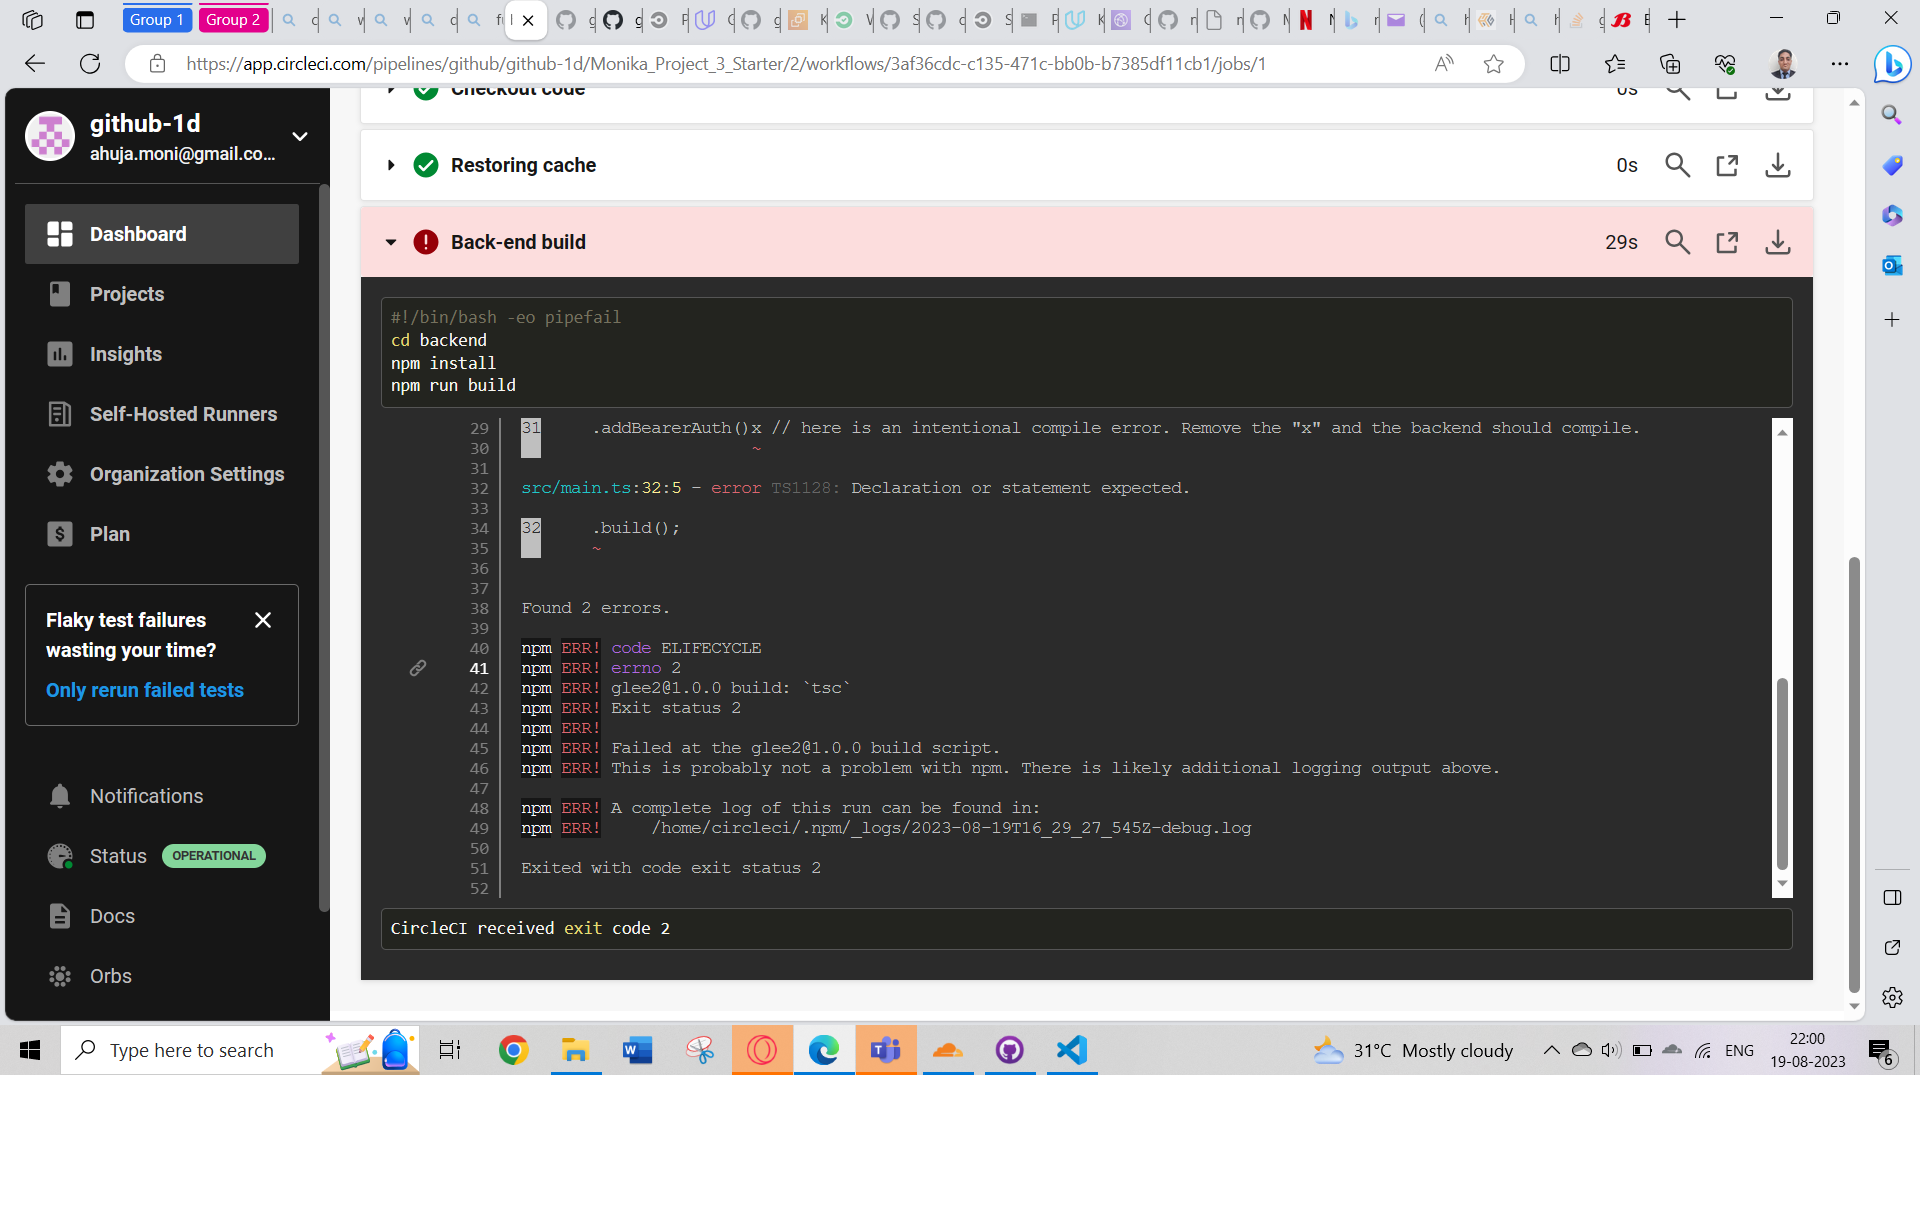 Group 1
Group 2
https://app.circleci.com/pipelines/github/github-1d/Monika_Project_3_Starter/2/workflows/3af36cdc-c135-471c-bb0b-b7385df11cb1/jobs/1
github-1d
ahuja.moni@gmail.co...
Dashboard
Projects
Insights
Self-Hosted Runners
Organization Settings
Plan
Flaky test failures
wasting your time?
Only rerun failed tests
Notifications
Status OPERATIONAL
Docs
Orbs
Checkout code 0s
Restoring cache 0s
Back-end build 29s
#!/bin/bash -eo pipefail
cd backend
npm install
npm run build
29 31 .addBearerAuth()x // here is an intentional compile error. Remove the "x" and the backend should compile.
30 ~
31
32 src/main.ts:32:5 - error TS1128: Declaration or statement expected.
33
34 32 .build();
35 ~
36
37
38 Found 2 errors.
39
40 npm ERR! code ELIFECYCLE
41 npm ERR! errno 2
42 npm ERR! glee2@1.0.0 build: `tsc`
43 npm ERR! Exit status 2
44 npm ERR!
45 npm ERR! Failed at the glee2@1.0.0 build script.
46 npm ERR! This is probably not a problem with npm. There is likely additional logging output above.
47
48 npm ERR! A complete log of this run can be found in:
49 npm ERR! /home/circleci/.npm/_logs/2023-08-19T16_29_27_545Z-debug.log
50
51 Exited with code exit status 2
52
CircleCI received exit code 2
Type here to search
31°C Mostly cloudy
ENG
22:00
19-08-2023
6